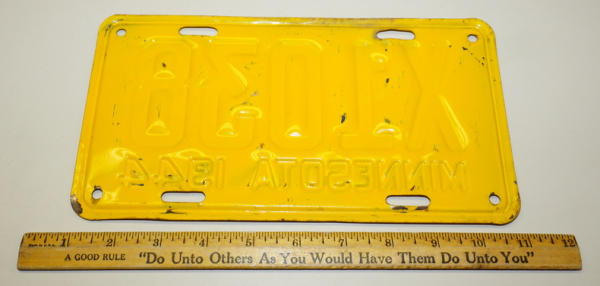 X1038
MINNESOTA 1944
1 2 3 4 5 6 7 8 9 10 11 12
A GOOD RULE "Do Unto Others As You Would Have Them Do Unto You"